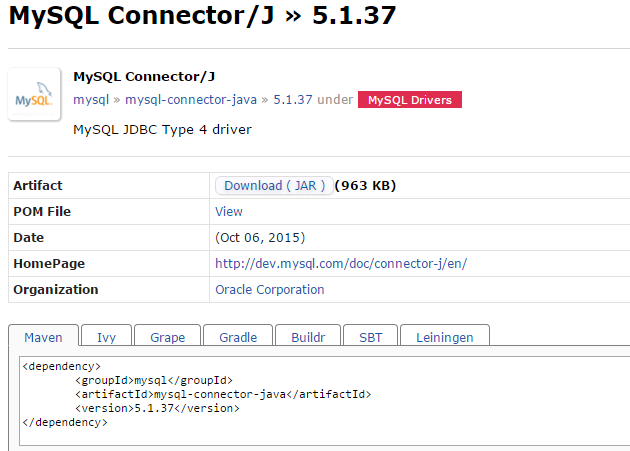 MySQL Connector/J » 5.1.37
MySQL
MySQL Connector/J
mysql » mysql-connector-java » 5.1.37 under MySQL Drivers
MySQL JDBC Type 4 driver
Artifact Download ( JAR ) (963 KB)
POM File View
Date (Oct 06, 2015)
HomePage http://dev.mysql.com/doc/connector-j/en/
Organization Oracle Corporation
Maven Ivy Grape Gradle Buildr SBT Leiningen
<dependency>
<groupId>mysql</groupId>
<artifactId>mysql-connector-java</artifactId>
<version>5.1.37</version>
</dependency>